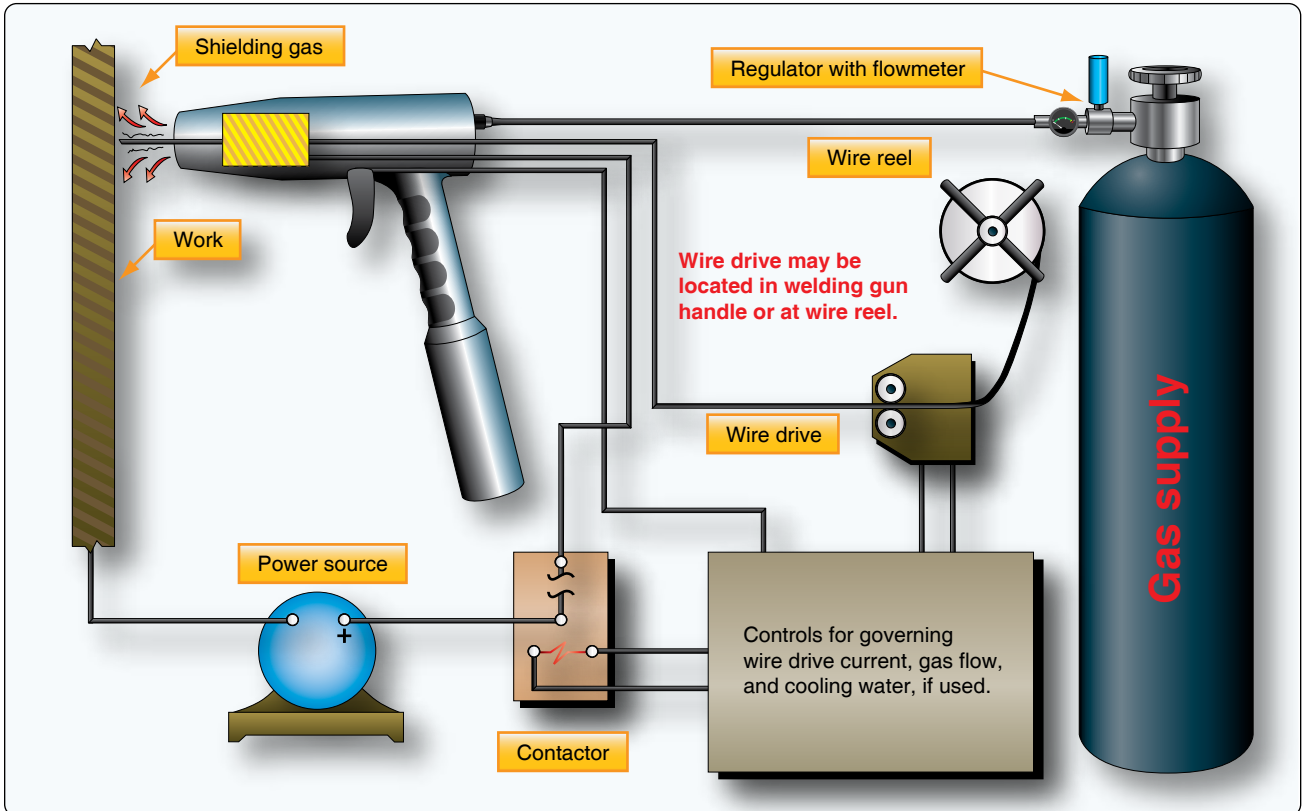 Shielding gas
Regulator with flowmeter
Wire reel
Work
Wire drive may be
located in welding gun
handle or at wire reel.
Gas supply
Wire drive
Power source
+
Controls for governing
wire drive current, gas flow,
and cooling water, if used.
Contactor